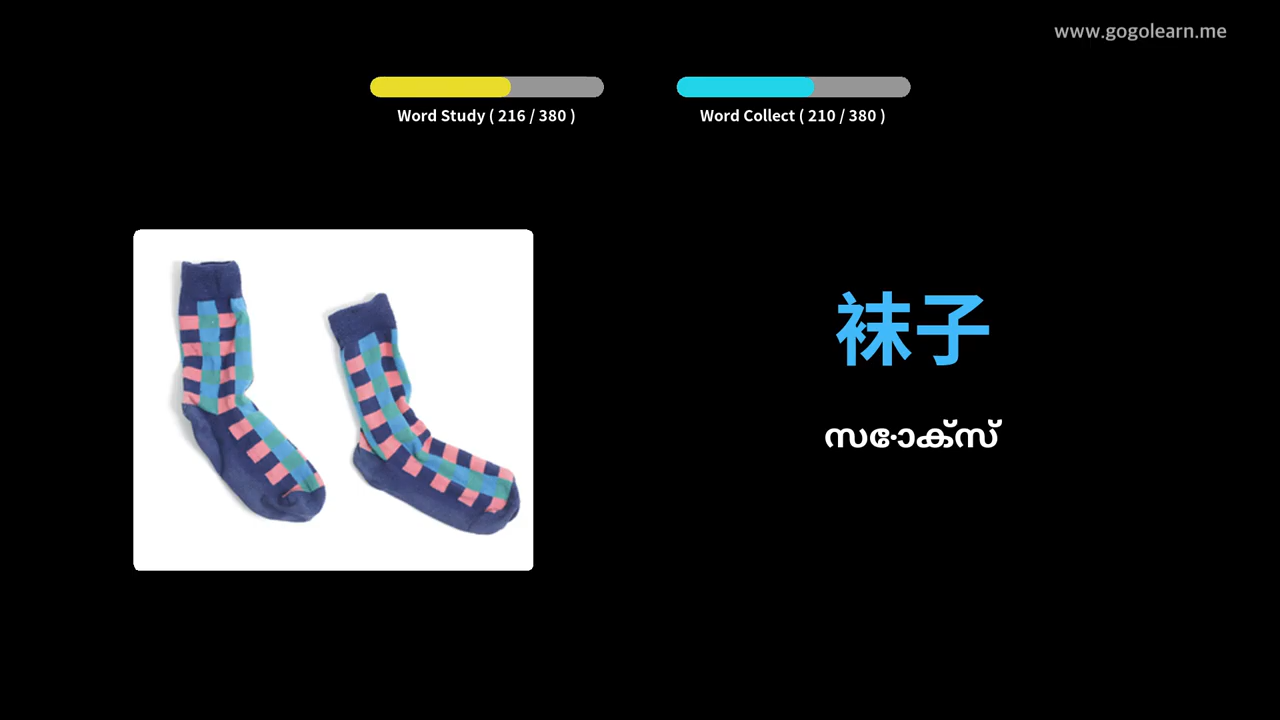 www.gogolearn.me
Word Study ( 216 / 380 )
Word Collect ( 210 / 380 )
袜子
സോക്സ്